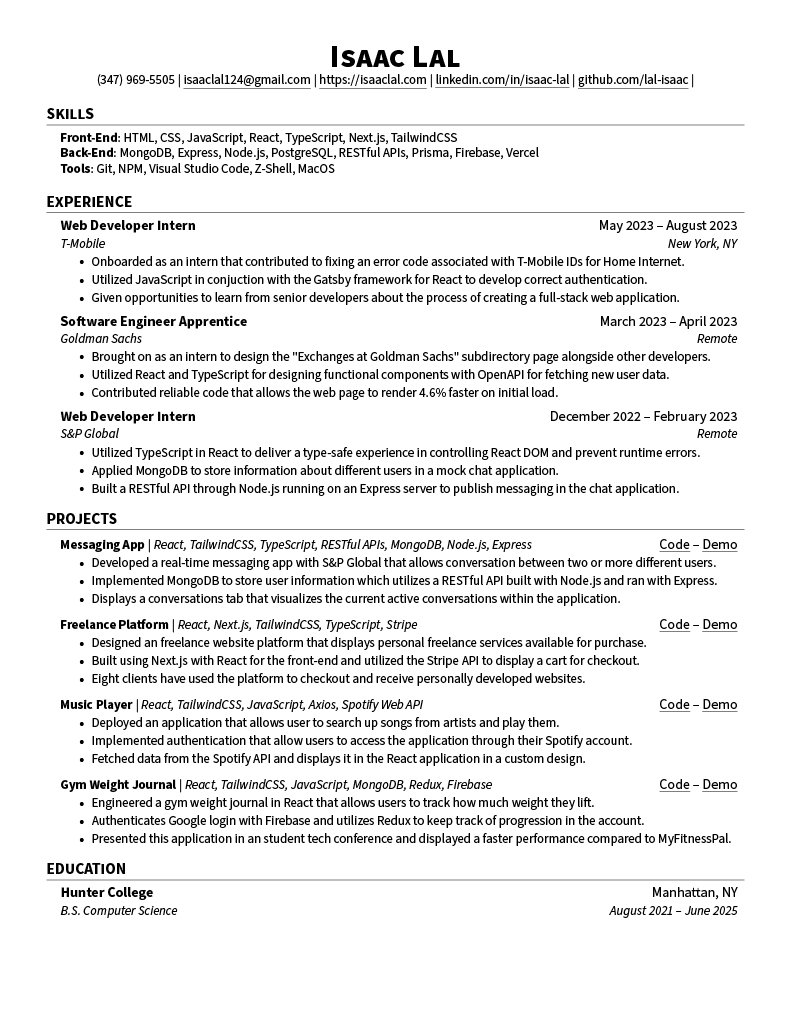 Isaac Lal
(347) 969-5505 | isaaclal124@gmail.com | https://isaaclal.com | linkedin.com/in/isaac-lal | github.com/lal-isaac |
SKILLS
Front-End: HTML, CSS, JavaScript, React, TypeScript, Next.js, TailwindCSS
Back-End: MongoDB, Express, Node.js, PostgreSQL, RESTful APIs, Prisma, Firebase, Vercel
Tools: Git, NPM, Visual Studio Code, Z-Shell, MacOS
EXPERIENCE
Web Developer Intern May 2023 – August 2023
T-Mobile New York, NY
• Onboarded as an intern that contributed to fixing an error code associated with T-Mobile IDs for Home Internet.
• Utilized JavaScript in conjuction with the Gatsby framework for React to develop correct authentication.
• Given opportunities to learn from senior developers about the process of creating a full-stack web application.
Software Engineer Apprentice March 2023 – April 2023
Goldman Sachs Remote
• Brought on as an intern to design the "Exchanges at Goldman Sachs" subdirectory page alongside other developers.
• Utilized React and TypeScript for designing functional components with OpenAPI for fetching new user data.
• Contributed reliable code that allows the web page to render 4.6% faster on initial load.
Web Developer Intern December 2022 – February 2023
S&P Global Remote
• Utilized TypeScript in React to deliver a type-safe experience in controlling React DOM and prevent runtime errors.
• Applied MongoDB to store information about different users in a mock chat application.
• Built a RESTful API through Node.js running on an Express server to publish messaging in the chat application.
PROJECTS
Messaging App | React, TailwindCSS, TypeScript, RESTful APIs, MongoDB, Node.js, Express Code – Demo
• Developed a real-time messaging app with S&P Global that allows conversation between two or more different users.
• Implemented MongoDB to store user information which utilizes a RESTful API built with Node.js and ran with Express.
• Displays a conversations tab that visualizes the current active conversations within the application.
Freelance Platform | React, Next.js, TailwindCSS, TypeScript, Stripe Code – Demo
• Designed an freelance website platform that displays personal freelance services available for purchase.
• Built using Next.js with React for the front-end and utilized the Stripe API to display a cart for checkout.
• Eight clients have used the platform to checkout and receive personally developed websites.
Music Player | React, TailwindCSS, JavaScript, Axios, Spotify Web API Code – Demo
• Deployed an application that allows user to search up songs from artists and play them.
• Implemented authentication that allow users to access the application through their Spotify account.
• Fetched data from the Spotify API and displays it in the React application in a custom design.
Gym Weight Journal | React, TailwindCSS, JavaScript, MongoDB, Redux, Firebase Code – Demo
• Engineered a gym weight journal in React that allows users to track how much weight they lift.
• Authenticates Google login with Firebase and utilizes Redux to keep track of progression in the account.
• Presented this application in an student tech conference and displayed a faster performance compared to MyFitnessPal.
EDUCATION
Hunter College Manhattan, NY
B.S. Computer Science August 2021 – June 2025